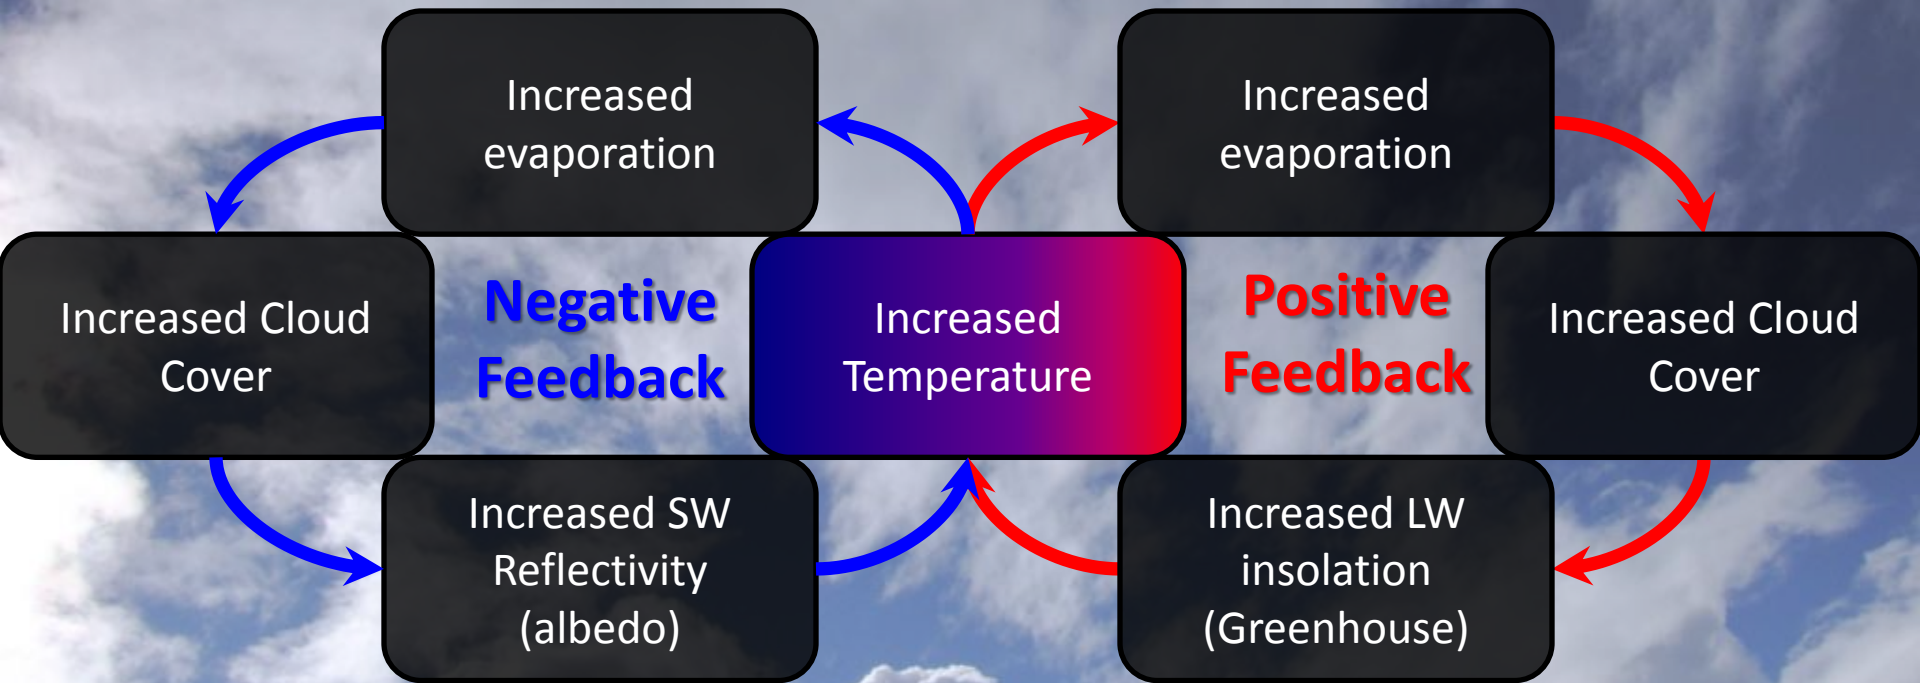 Increased
evaporation
Increased
evaporation
Increased Cloud
Cover
Negative
Feedback
Increased
Temperature
Positive
Feedback
Increased Cloud
Cover
Increased SW
Reflectivity
(albedo)
Increased LW
insolation
(Greenhouse)